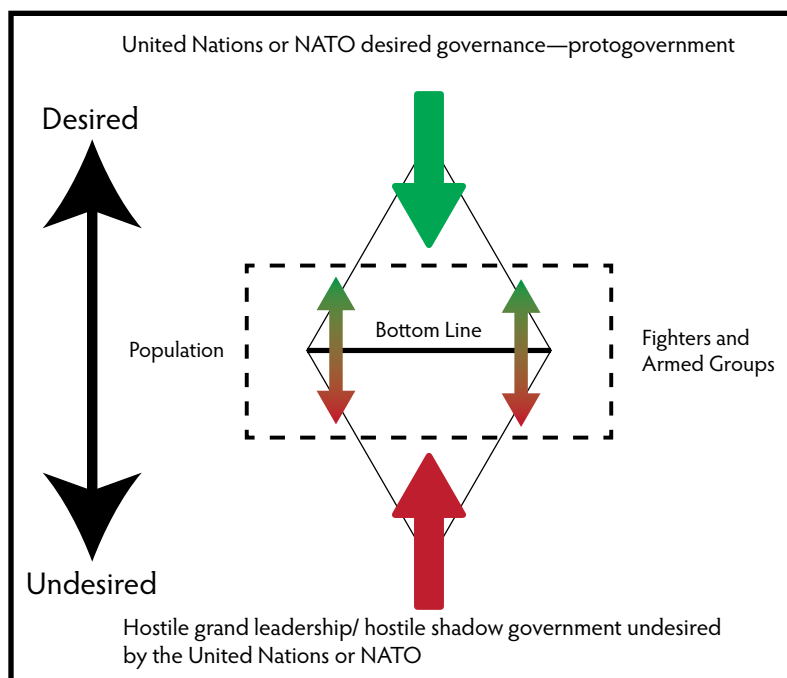 United Nations or NATO desired governance—protogovernment
Desired
Bottom Line
Population
Fighters and
Armed Groups
Undesired
Hostile grand leadership/ hostile shadow government undesired
by the United Nations or NATO